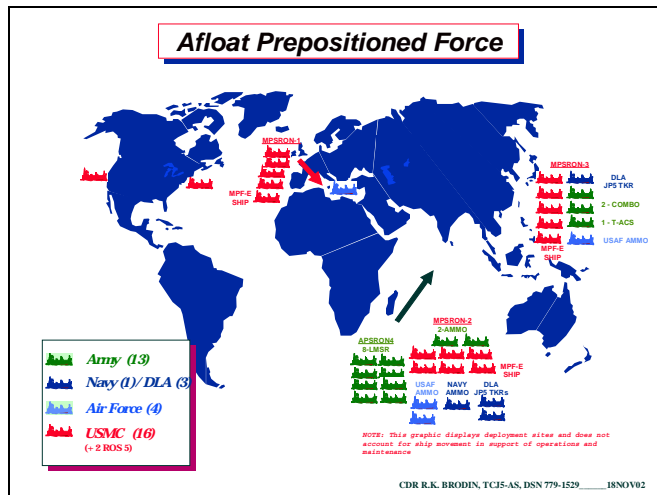 Afloat Prepositioned Force
MPSRON-1
MPF-E
SHIP
MPSRON-3
DLA
JP5 TKR
2 - COMBO
1 - T-ACS
USAF AMMO
MPF-E
SHIP
MPSRON-2
2-AMMO
MPF-E
SHIP
APSRON4
8-LMSR
USAF
AMMO
NAVY
AMMO
DLA
JP5 TKRs
Army (13)
Navy (1) / DLA (3)
Air Force (4)
USMC (16)
(+ 2 ROS 5)
NOTE: This graphic displays deployment sites and does not
account for ship movement in support of operations and
maintenance
CDR R.K. BRODIN, TCJ5-AS, DSN 779-1529______18NOV02